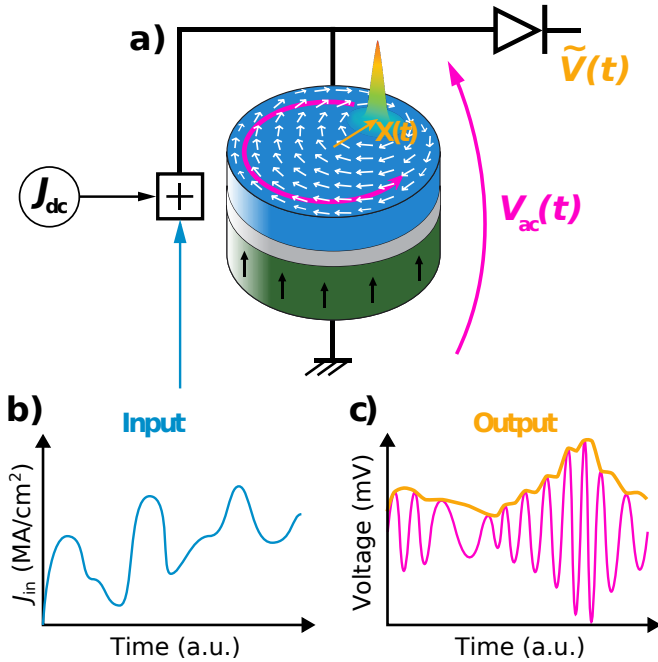 a)
Ṽ(t)
X(t)
J_dc
+
V_ac(t)
b)
Input
J_in (MA/cm²)
Time (a.u.)
c)
Output
Voltage (mV)
Time (a.u.)